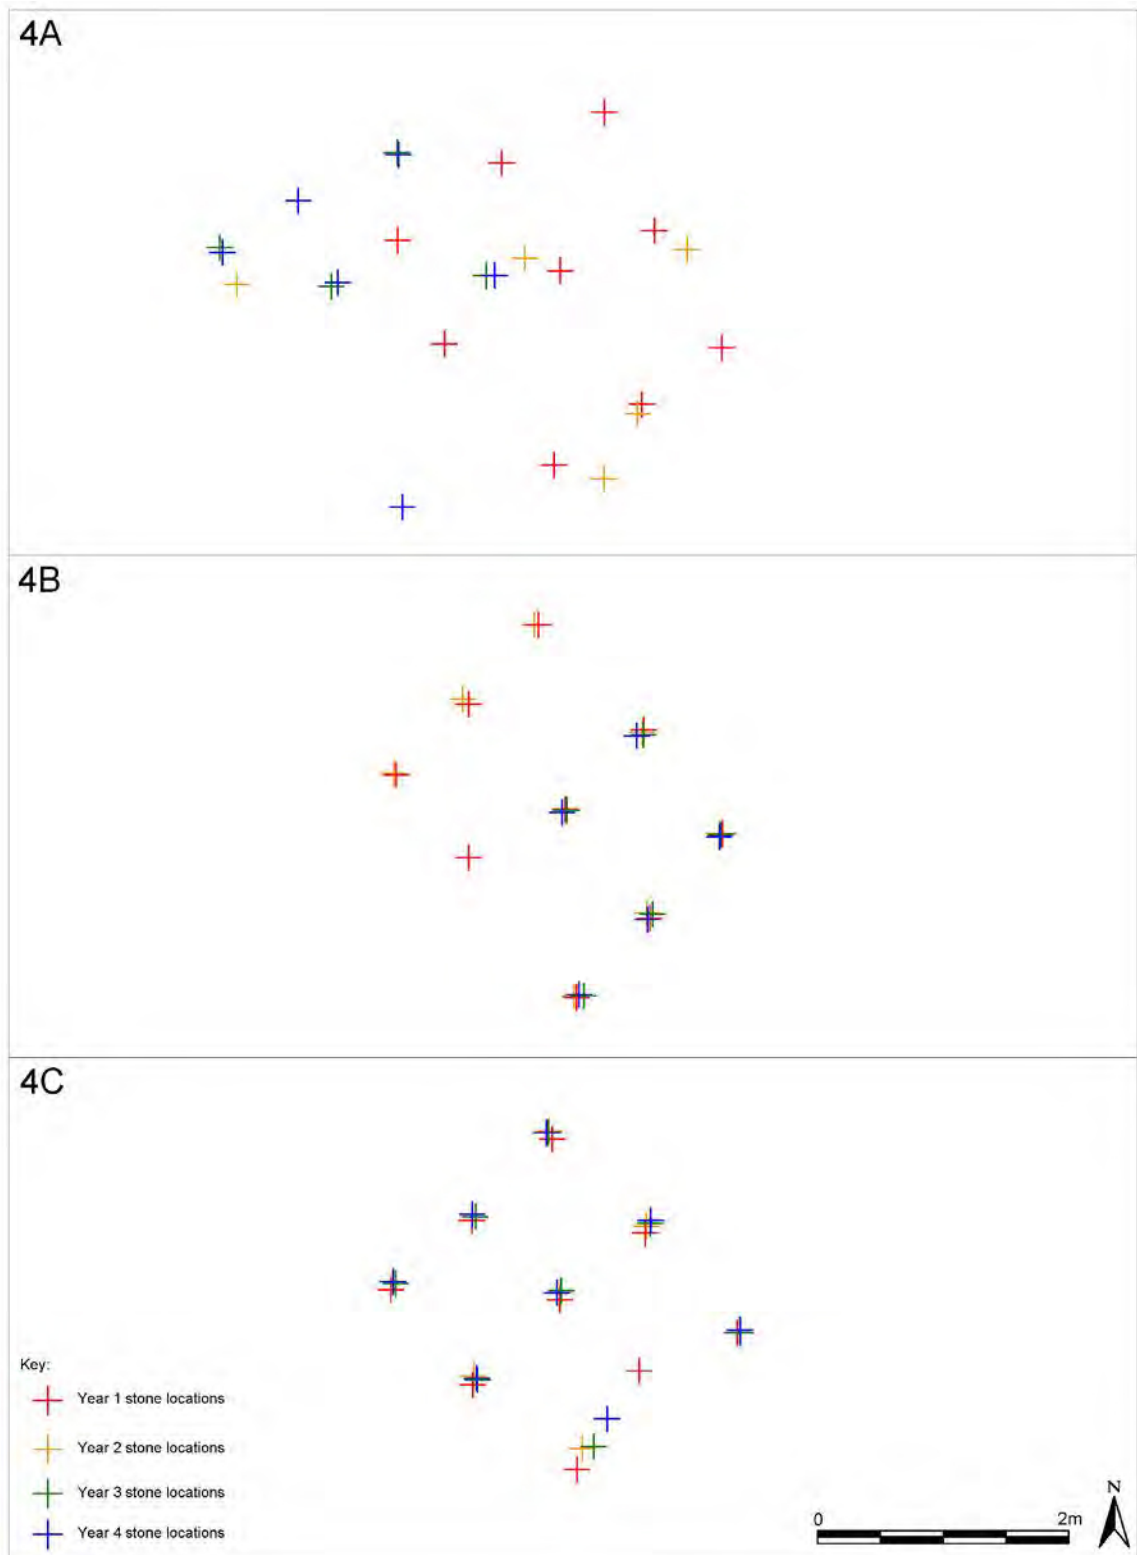 4A
4B
4C
Key:
Year 1 stone locations
Year 2 stone locations
Year 3 stone locations
Year 4 stone locations
0 2m
N